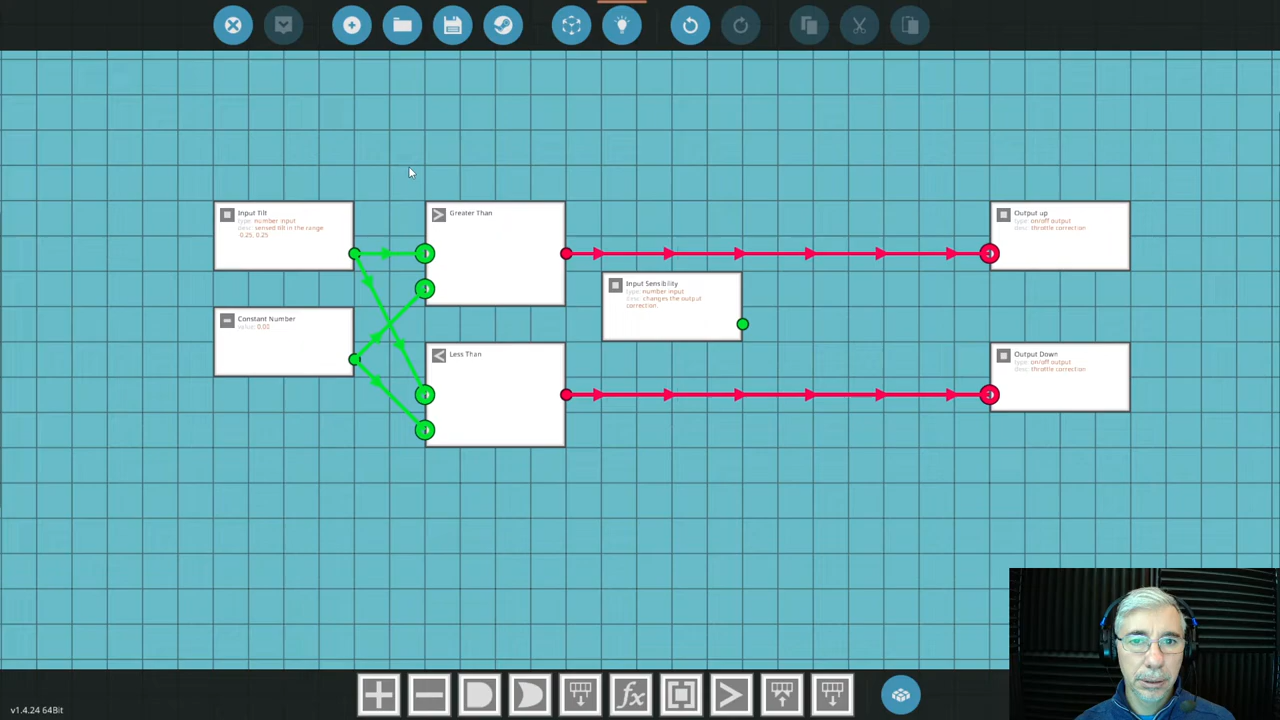 Input Tilt
type: number input
desc: sensed tilt in the range
-0.25, 0.25
Greater Than
Output up
type: on/off output
desc: throttle correction
Input Sensibility
type: number input
desc: changes the output
correction
Constant Number
value: 0.00
Less Than
Output Down
type: on/off output
desc: throttle correction
fx
v1.4.24 64Bit